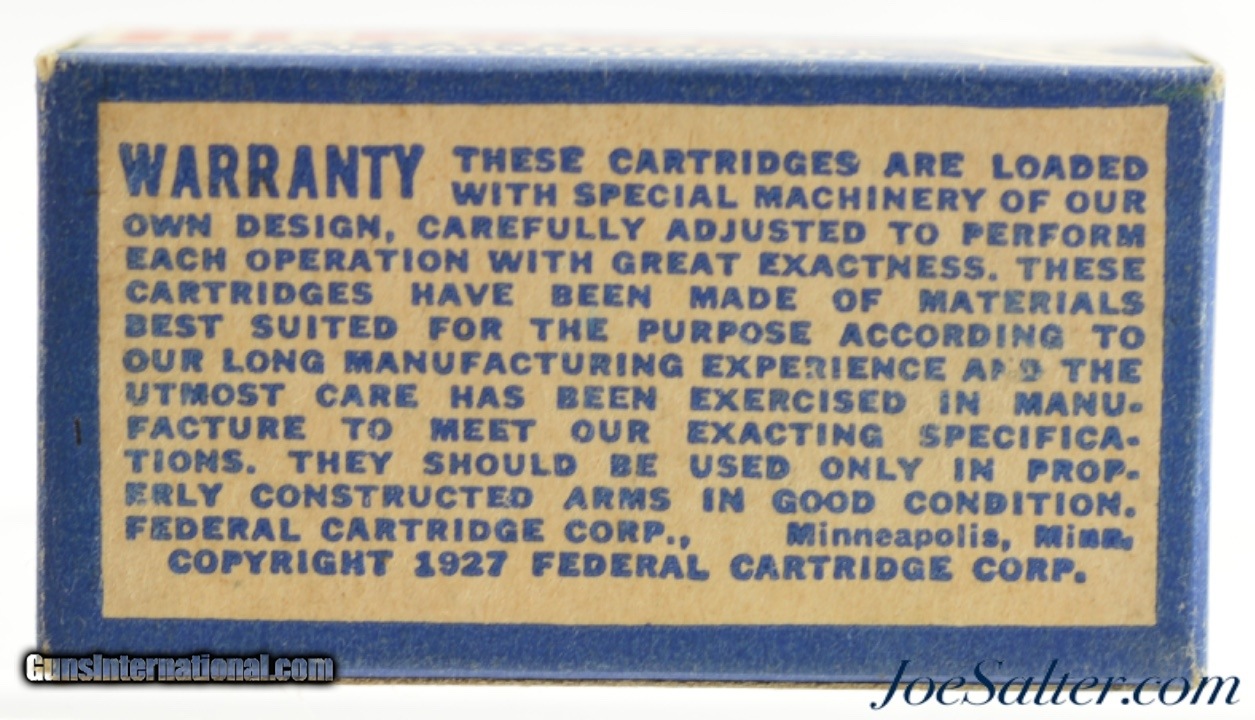 WARRANTY THESE CARTRIDGES ARE LOADED
WITH SPECIAL MACHINERY OF OUR
OWN DESIGN, CAREFULLY ADJUSTED TO PERFORM
EACH OPERATION WITH GREAT EXACTNESS. THESE
CARTRIDGES HAVE BEEN MADE OF MATERIALS
BEST SUITED FOR THE PURPOSE ACCORDING TO
OUR LONG MANUFACTURING EXPERIENCE AND THE
UTMOST CARE HAS BEEN EXERCISED IN MANU-
FACTURE TO MEET OUR EXACTING SPECIFICA-
TIONS. THEY SHOULD BE USED ONLY IN PROP-
ERLY CONSTRUCTED ARMS IN GOOD CONDITION.
FEDERAL CARTRIDGE CORP., Minneapolis, Minn.
COPYRIGHT 1927 FEDERAL CARTRIDGE CORP.
GunsInternational.com
JoeSalter.com